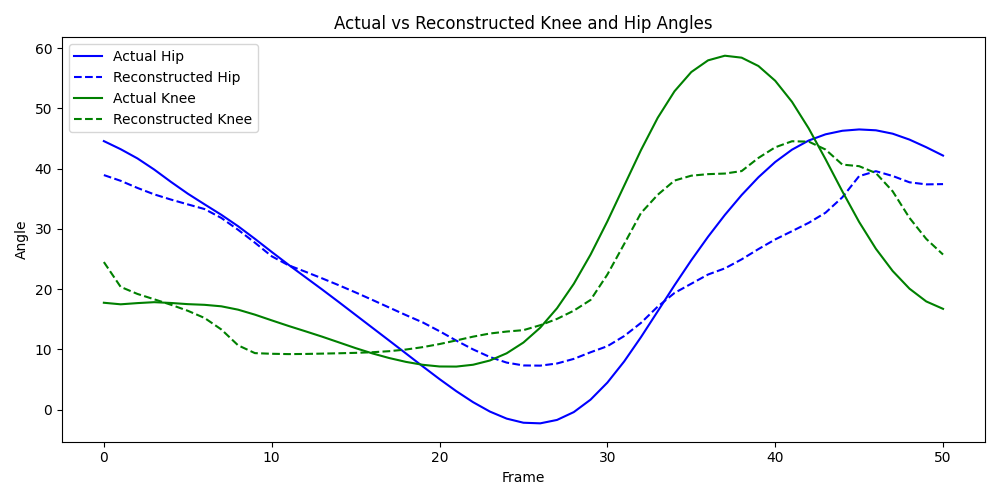 Actual vs Reconstructed Knee and Hip Angles
Actual Hip
Reconstructed Hip
Actual Knee
Reconstructed Knee
60
50
40
30
20
10
0
Angle
0 10 20 30 40 50
Frame